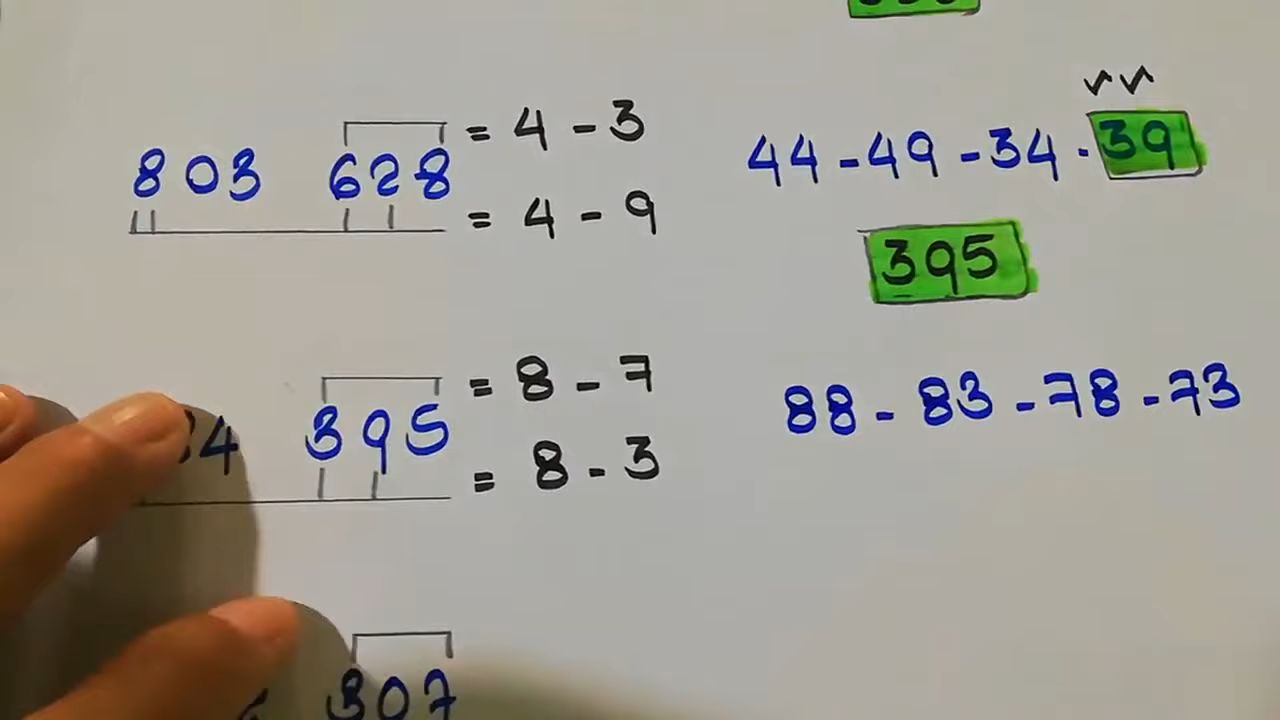 = 4 - 3
803 628
= 4 - 9
44 - 49 - 34 - 39
395
= 8 - 7
4 395
= 8 - 3
88 - 83 - 78 - 73
307